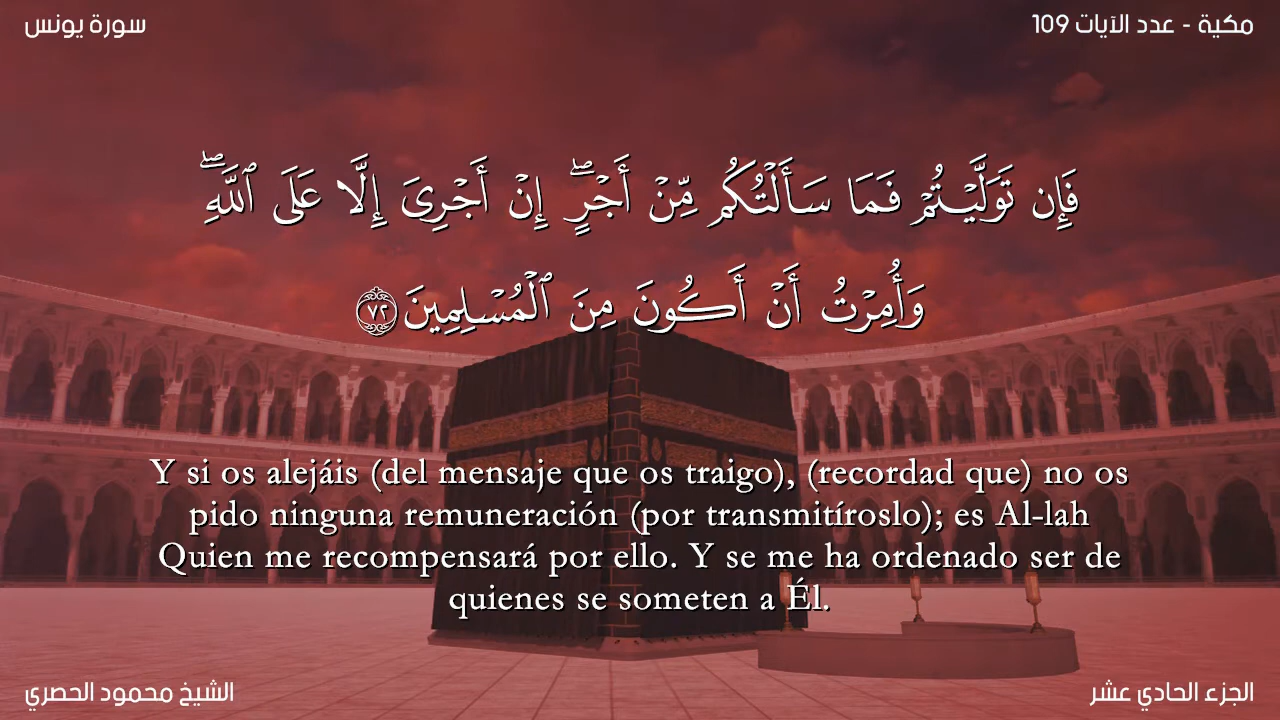 مكية - عدد الآيات 109
سورة يونس
فَإِن تَوَلَّيْتُمْ فَمَا سَأَلْتُكُم مِّنْ أَجْرٍ ۖ إِنْ أَجْرِىَ إِلَّا عَلَى ٱللَّهِ ۖ
وَأُمِرْتُ أَنْ أَكُونَ مِنَ ٱلْمُسْلِمِينَ ٧٢
Y si os alejáis (del mensaje que os traigo), (recordad que) no os
pido ninguna remuneración (por transmitíroslo); es Al-lah
Quien me recompensará por ello. Y se me ha ordenado ser de
quienes se someten a Él.
الجزء الحادي عشر
الشيخ محمود الحصري